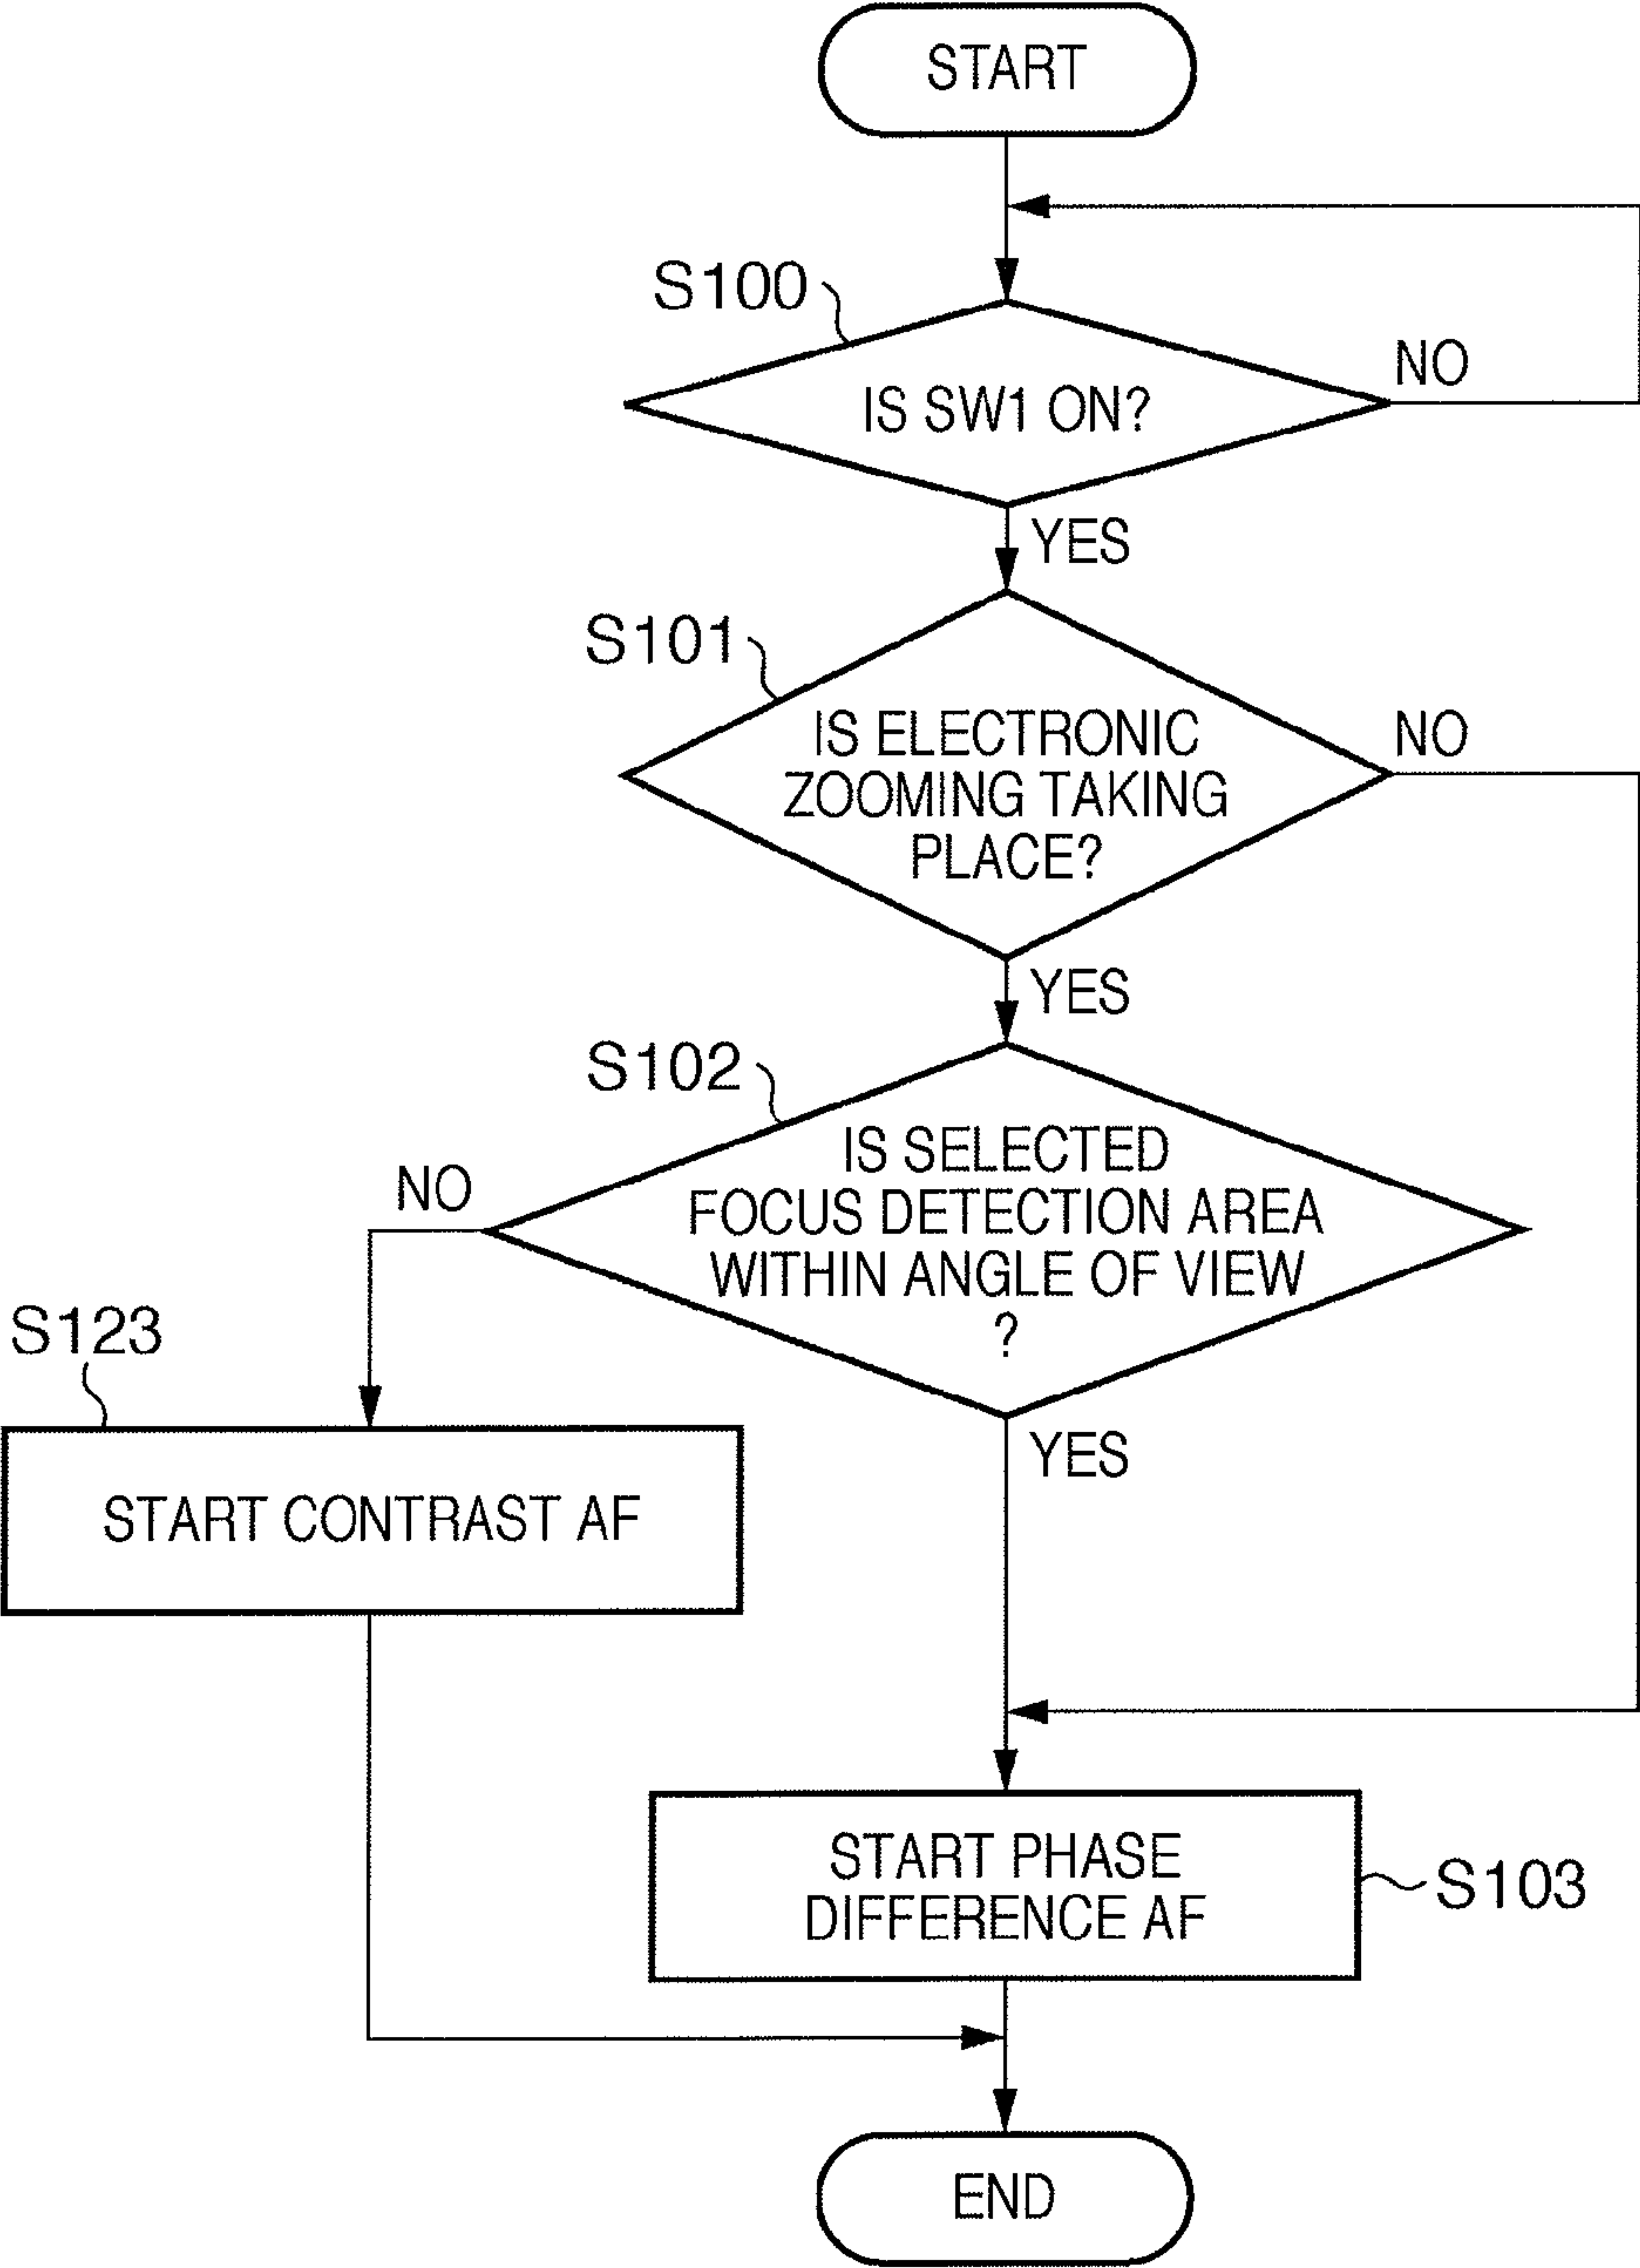 START
S100
IS SW1 ON?
NO
YES
S101
IS ELECTRONIC
ZOOMING TAKING
PLACE?
NO
YES
S102
IS SELECTED
FOCUS DETECTION AREA
WITHIN ANGLE OF VIEW
?
NO
YES
S123
START CONTRAST AF
START PHASE
DIFFERENCE AF
S103
END